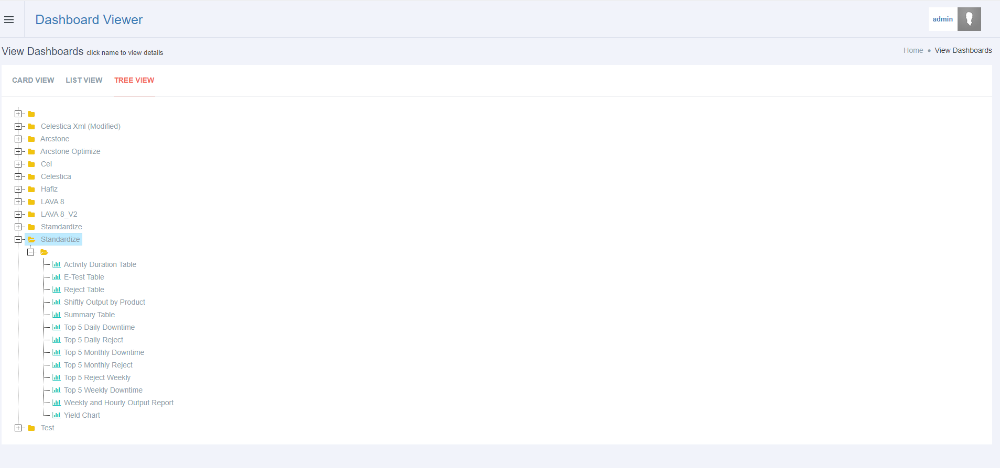 Dashboard Viewer
admin
View Dashboards click name to view details
Home • View Dashboards
CARD VIEW LIST VIEW TREE VIEW
Celestica Xml (Modified)
Arcstone
Arcstone Optimize
Cel
Celestica
Hafiz
LAVA 8
LAVA 8_V2
Stamdardize
Standardize
Activity Duration Table
E-Test Table
Reject Table
Shiftly Output by Product
Summary Table
Top 5 Daily Downtime
Top 5 Daily Reject
Top 5 Monthly Downtime
Top 5 Monthly Reject
Top 5 Reject Weekly
Top 5 Weekly Downtime
Weekly and Hourly Output Report
Yield Chart
Test